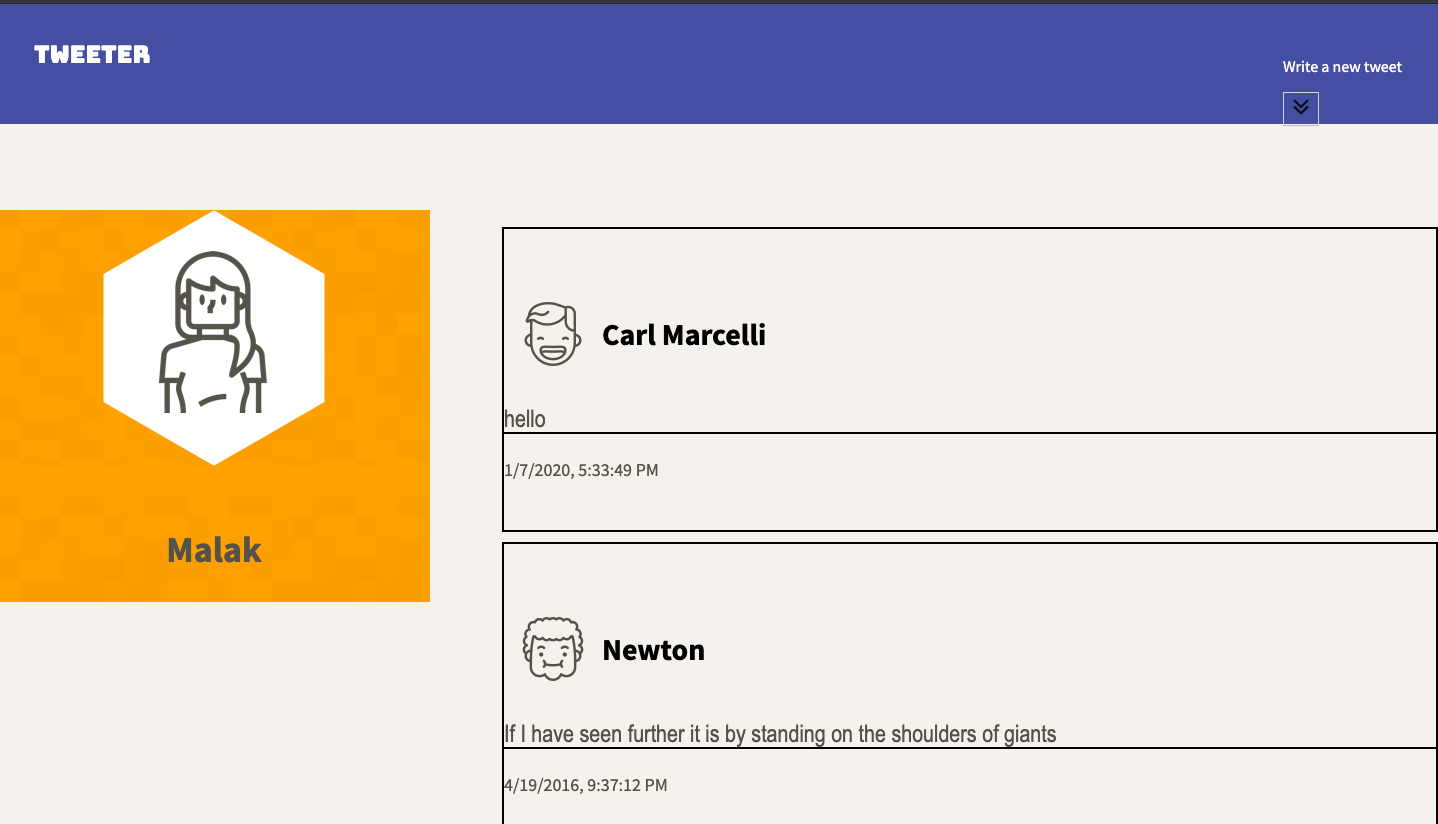 TWEETER
Write a new tweet
Malak
Carl Marcelli
hello
1/7/2020, 5:33:49 PM
Newton
If I have seen further it is by standing on the shoulders of giants
4/19/2016, 9:37:12 PM